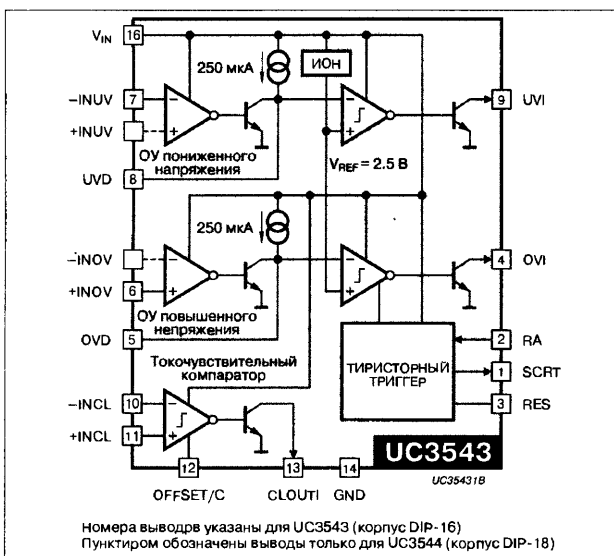 VIN 16
250 мкА
ИОН
−INUV 7
+INUV
9 UVI
ОУ пониженного
напряжения
VREF = 2.5 В
UVD 8
250 мкА
−INOV
+INOV 6
4 OVI
ОУ повышенного
непряжения
OVD 5
Токочувствительный
компаратор
ТИРИСТОРНЫЙ
ТРИГГЕР
2 RA
1 SCRT
3 RES
−INCL 10
+INCL 11
UC3543
12 13 14
UC35431B
OFFSET/C CLOUTI GND
Номера выводрв указаны для UC3543 (корпус DIP-16)
Пунктиром обозначены выводы только для UC3544 (корпус DIP-18)